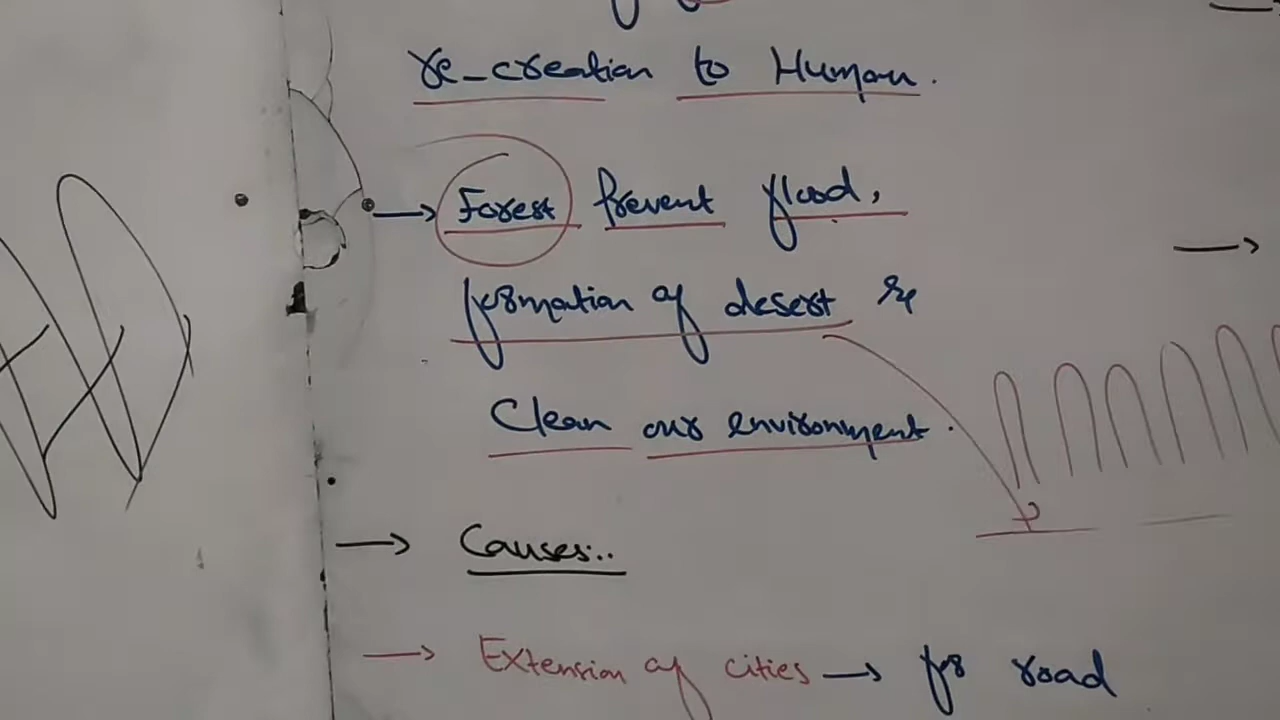 re-creation to Human.
→ Forest Prevent flood,
formation of desert &
Clean our environment.
→ Causes..
→ Extension of cities → for road